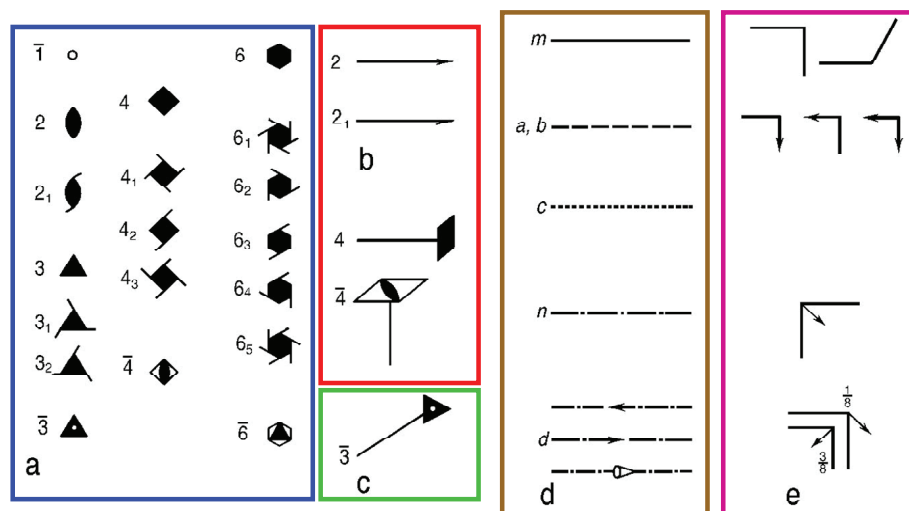 1̄
6
4
2
6₁
4₁
2₁
6₂
4₂
6₃
3
4₃
6₄
3₁
6₅
3₂
4̄
3̄
6̄
a
2
2₁
b
4
4̄
3̄
c
m
a, b
c
n
d
d
1/8
3/8
e